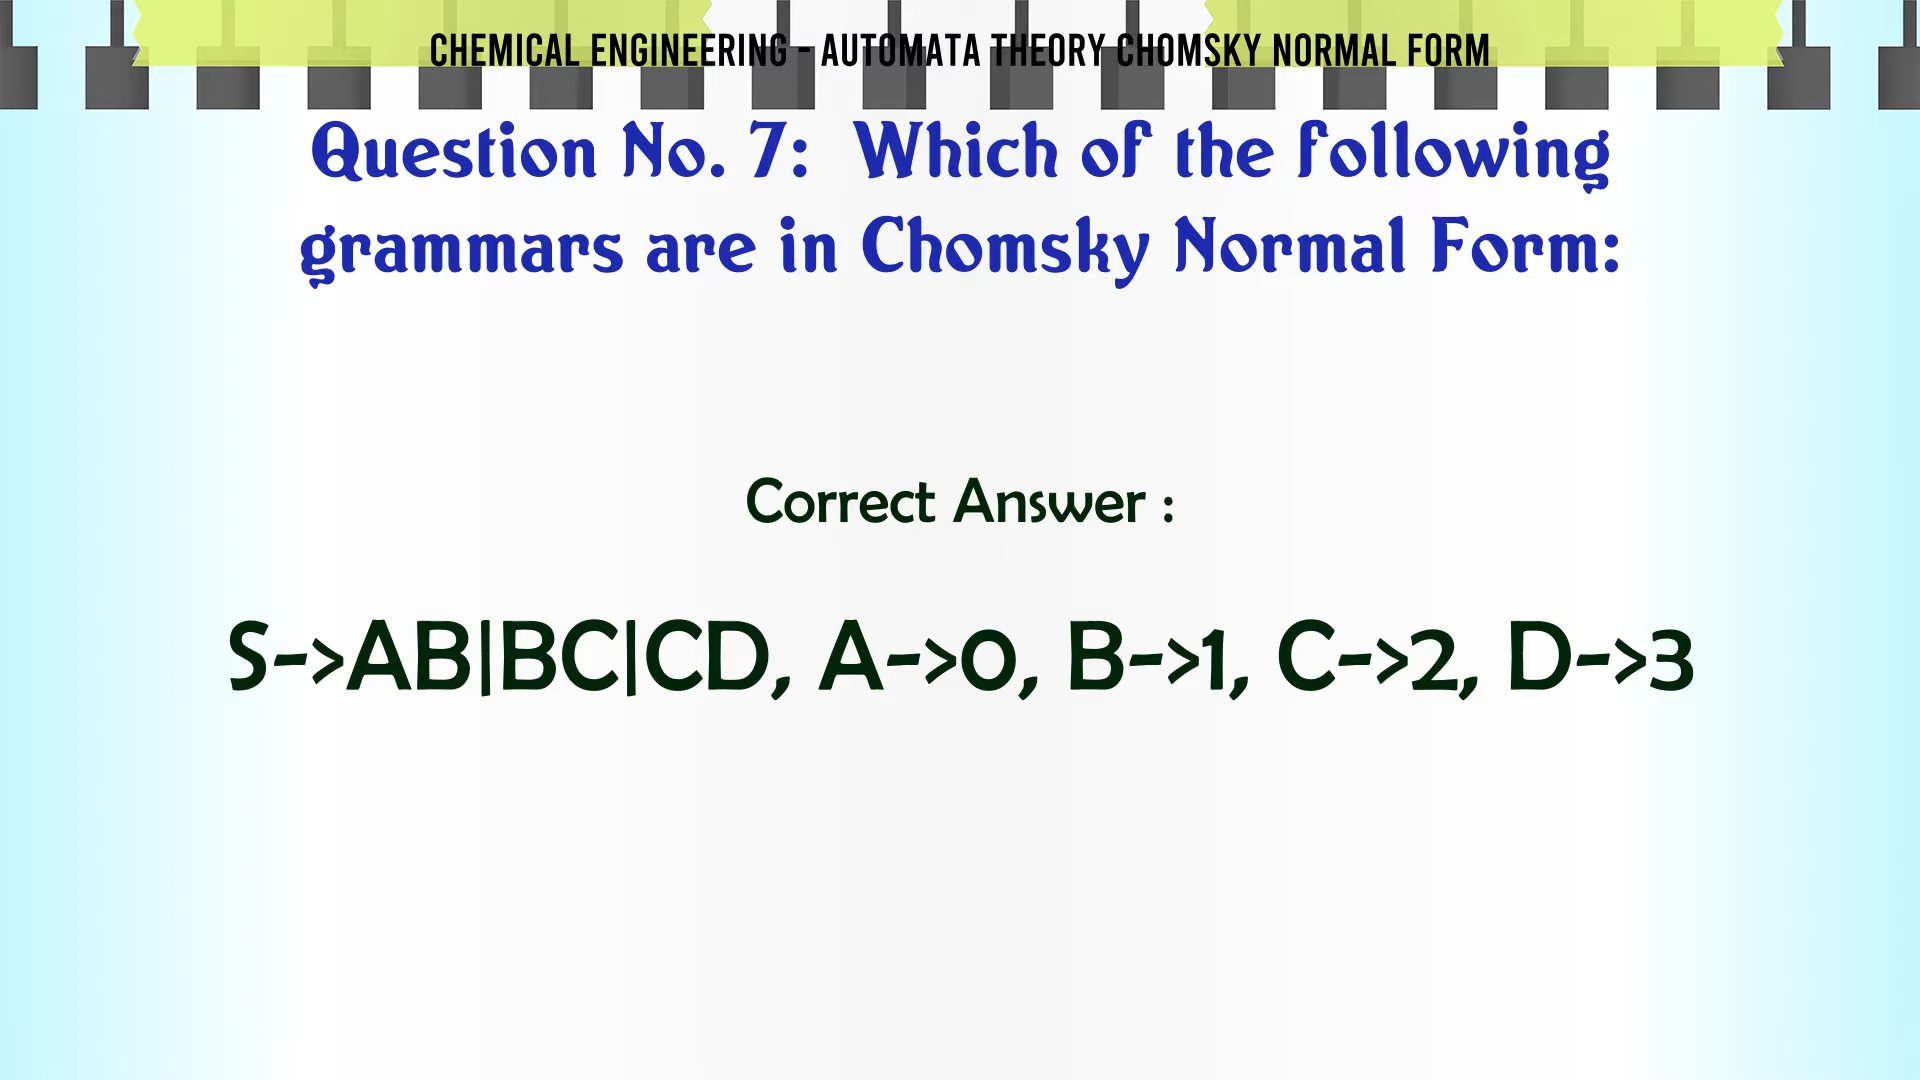 CHEMICAL ENGINEERING - AUTOMATA THEORY CHOMSKY NORMAL FORM
Question No. 7:  Which of the following
grammars are in Chomsky Normal Form:
Correct Answer :
S->AB|BC|CD, A->0, B->1, C->2, D->3